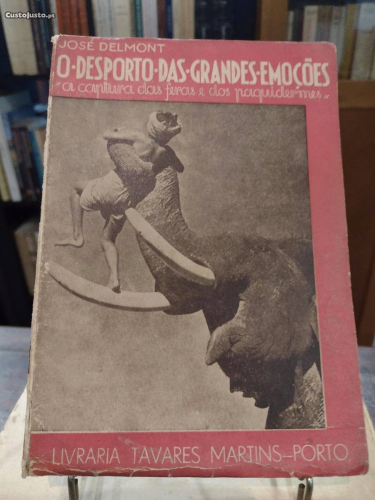 CustoJusto.pt
JOSÉ DELMONT
O·DESPORTO·DAS·GRANDES·EMOÇÕES
"a captura das feras e dos paquidermes"
LIVRARIA TAVARES MARTINS—PORTO